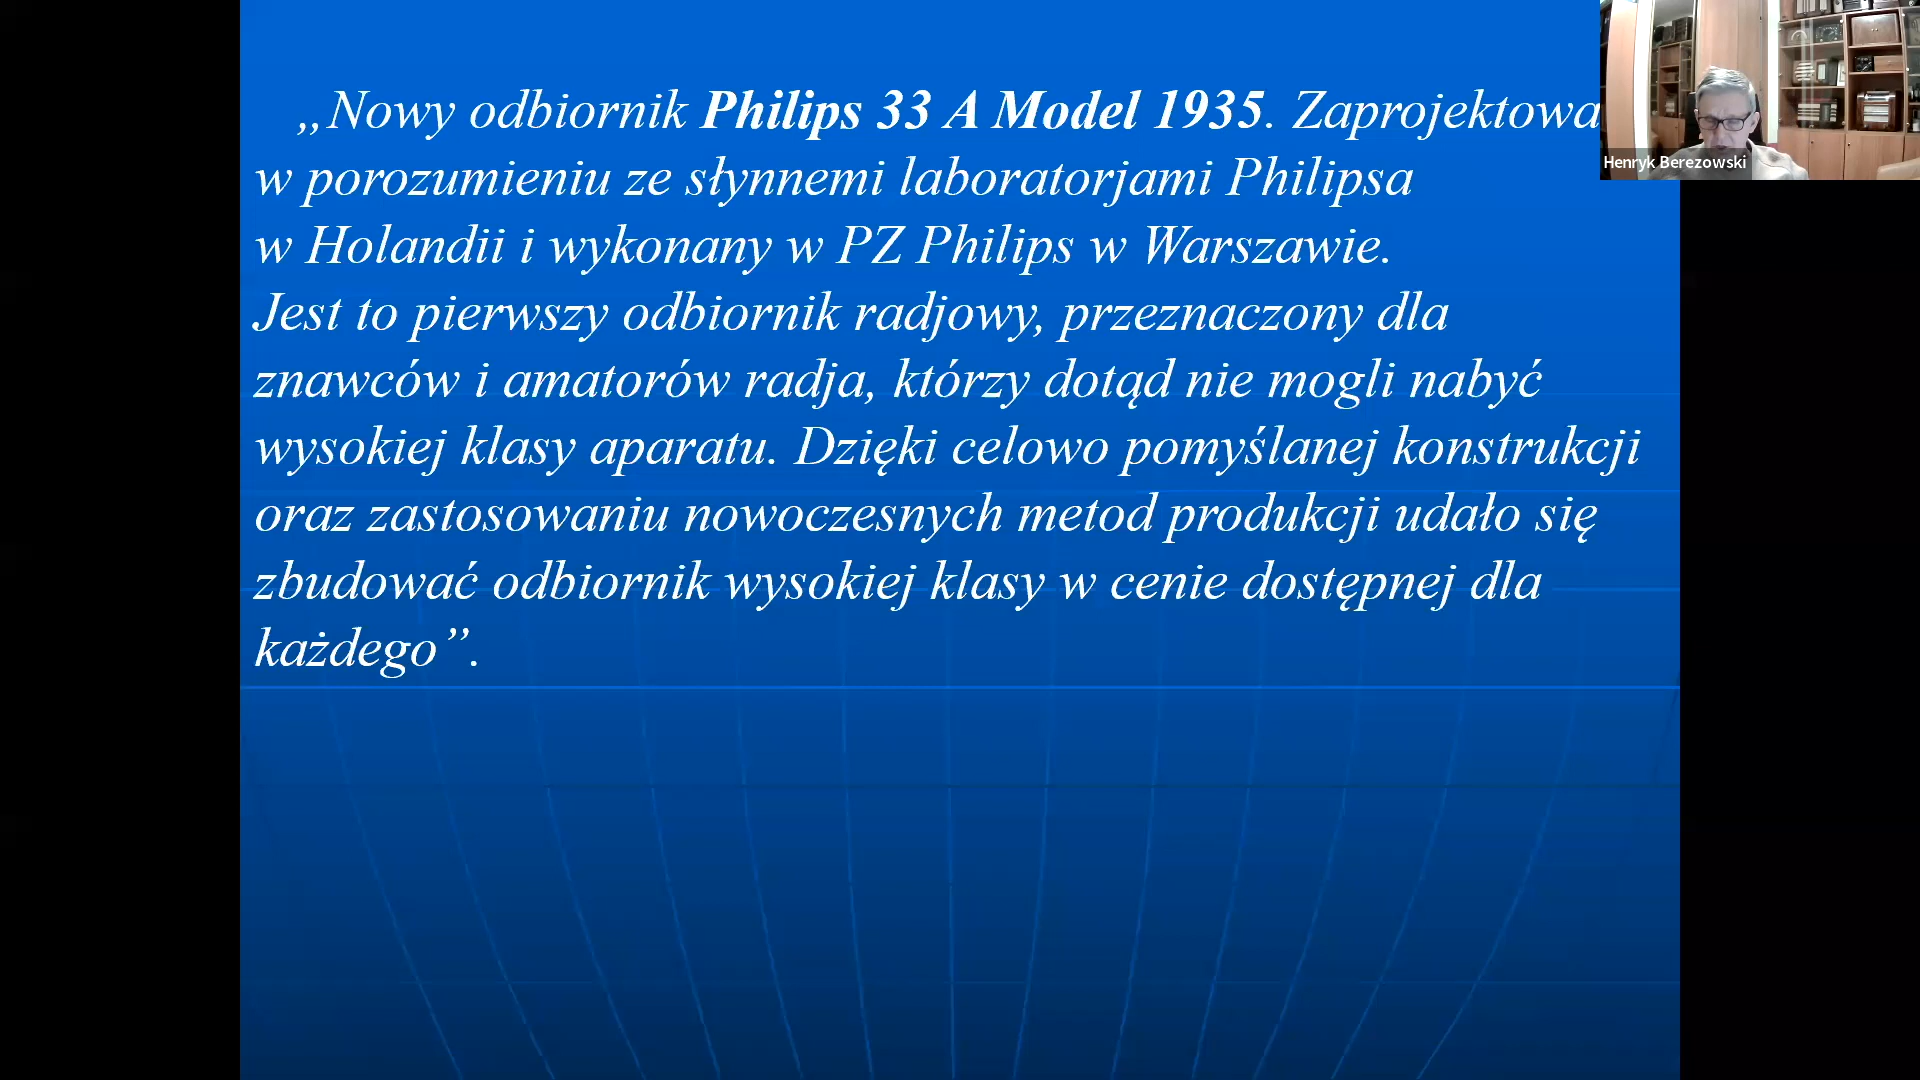 „Nowy odbiornik Philips 33 A Model 1935. Zaprojektowa
w porozumieniu ze słynnemi laboratorjami Philipsa
w Holandii i wykonany w PZ Philips w Warszawie.
Jest to pierwszy odbiornik radjowy, przeznaczony dla
znawców i amatorów radja, którzy dotąd nie mogli nabyć
wysokiej klasy aparatu. Dzięki celowo pomyślanej konstrukcji
oraz zastosowaniu nowoczesnych metod produkcji udało się
zbudować odbiornik wysokiej klasy w cenie dostępnej dla
każdego”.
Henryk Berezowski